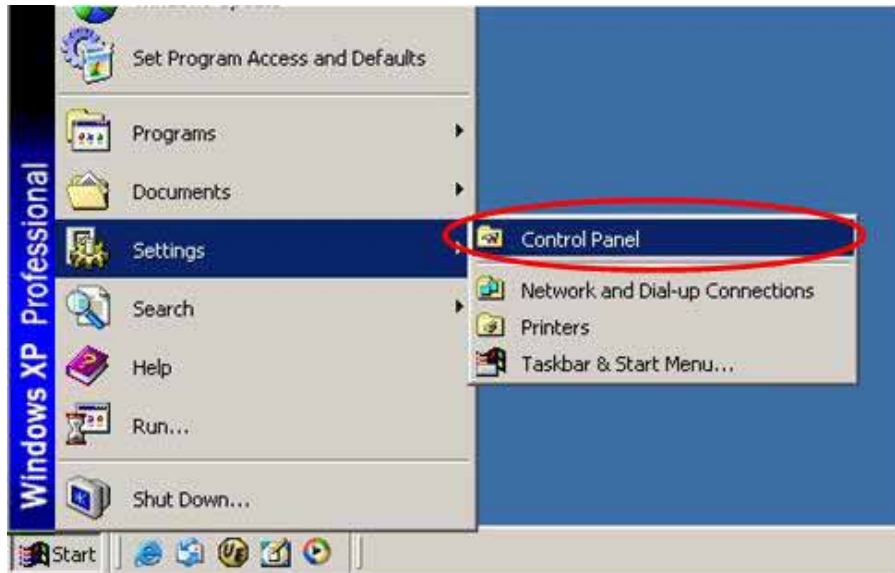 Set Program Access and Defaults
Programs
Documents
Settings
Search
Help
Run...
Shut Down...
Windows XP Professional
Control Panel
Network and Dial-up Connections
Printers
Taskbar & Start Menu...
Start